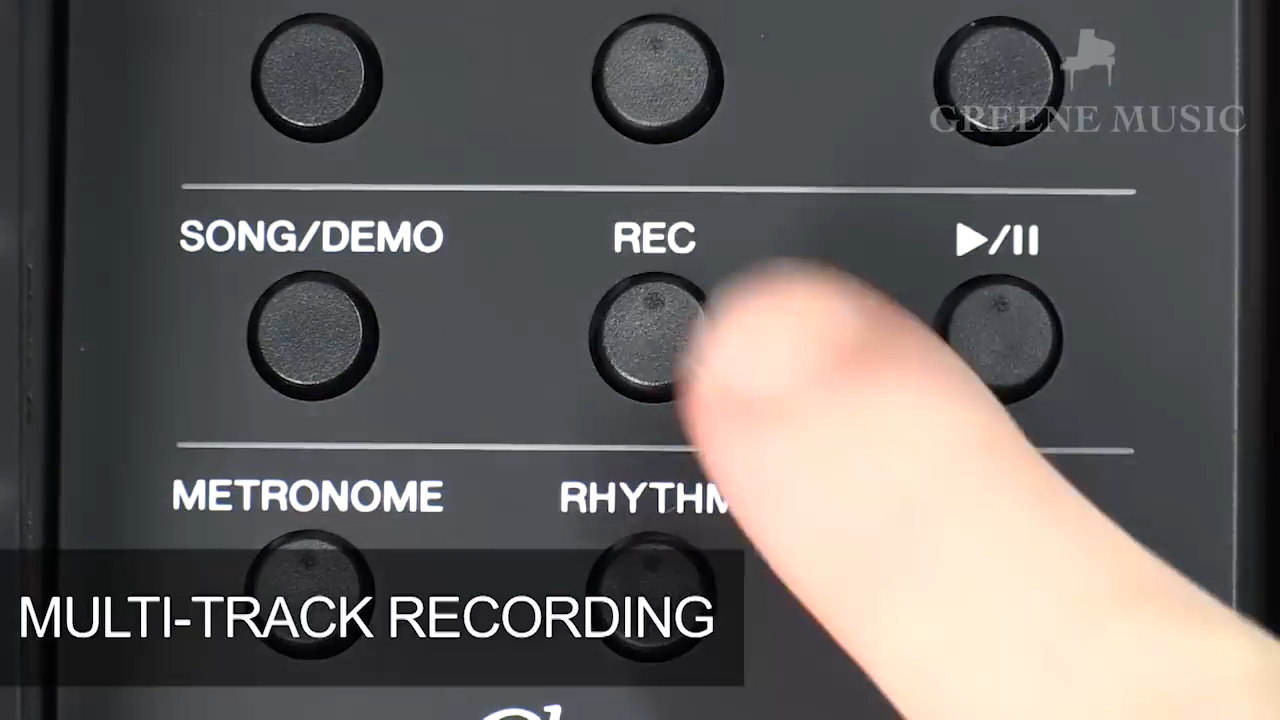 GREENE MUSIC
SONG/DEMO REC ▶/II
METRONOME RHYTHM
MULTI-TRACK RECORDING